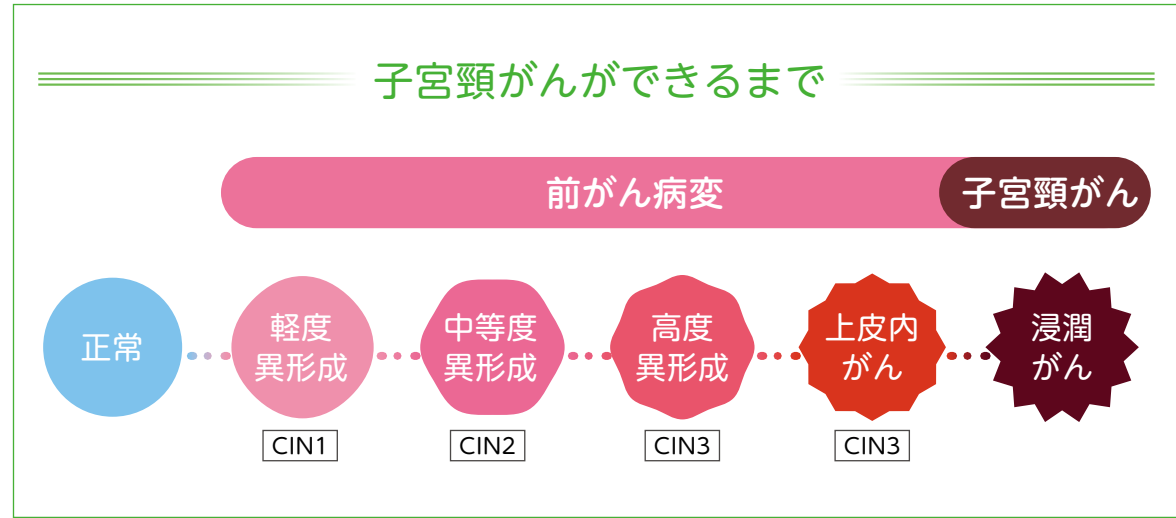 子宮頸がんができるまで
前がん病変
子宮頸がん
正常
軽度
異形成
中等度
異形成
高度
異形成
上皮内
がん
浸潤
がん
CIN1
CIN2
CIN3
CIN3